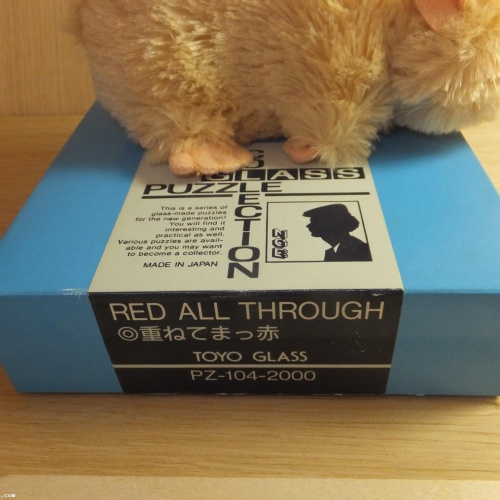 GLASS
PUZZLE
COLLECTION
This is a series of
glass-made puzzles
for the new generation!
You will find it
interesting and
practical as well.
Various puzzles are avail-
able and you may want
to become a collector.
MADE IN JAPAN
NOB
RED ALL THROUGH
◎重ねてまっ赤
TOYO GLASS
PZ-104-2000